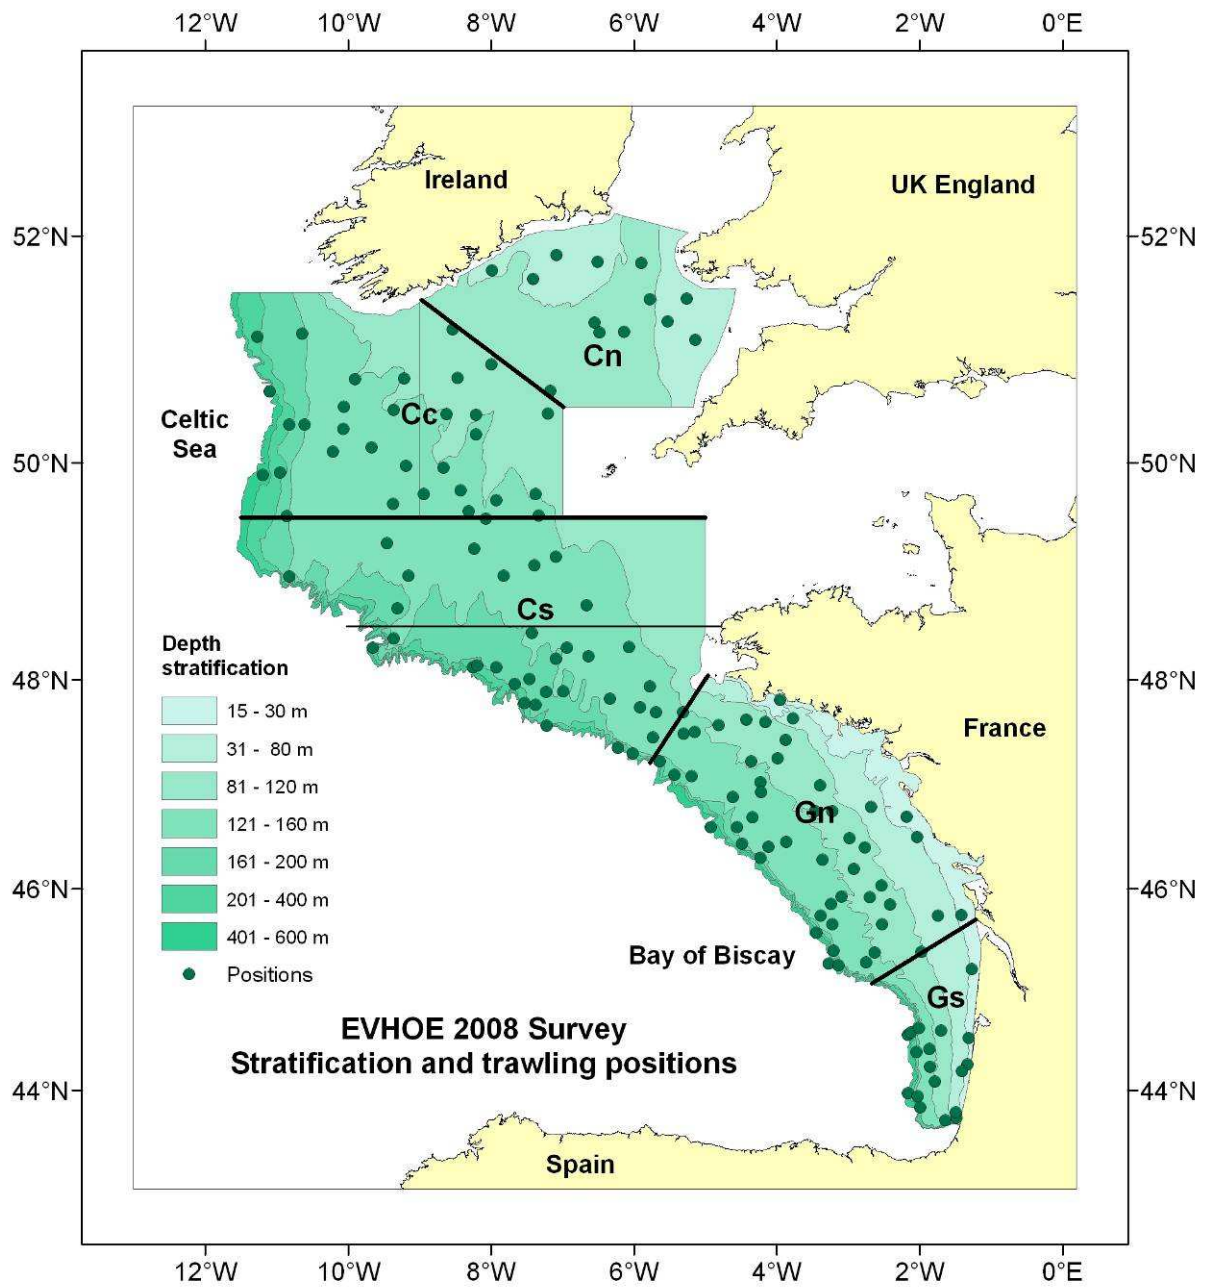 12°W 10°W 8°W 6°W 4°W 2°W 0°E
Ireland
UK England
52°N 52°N
Cn
Celtic
Sea
Cc
50°N 50°N
Cs
Depth
stratification
48°N 48°N
15 - 30 m
31 - 80 m
81 - 120 m
121 - 160 m
161 - 200 m
201 - 400 m
401 - 600 m
Positions
France
Gn
46°N 46°N
Bay of Biscay
Gs
EVHOE 2008 Survey
Stratification and trawling positions
44°N 44°N
Spain
12°W 10°W 8°W 6°W 4°W 2°W 0°E